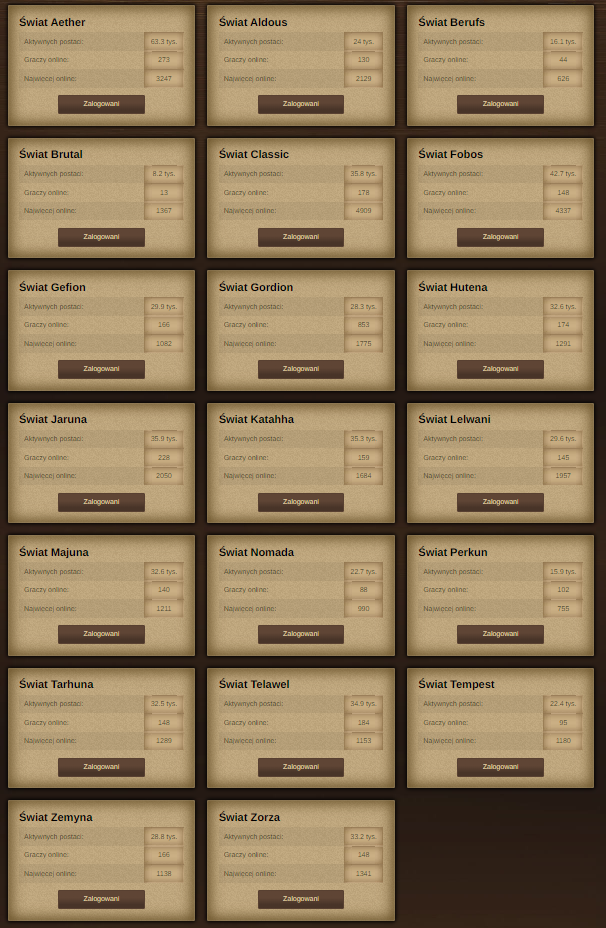 Świat Aether
Aktywnych postaci: 63.3 tys.
Graczy online: 273
Najwięcej online: 3247
Zalogowani
Świat Aldous
Aktywnych postaci: 24 tys.
Graczy online: 130
Najwięcej online: 2129
Zalogowani
Świat Berufs
Aktywnych postaci: 16.1 tys.
Graczy online: 44
Najwięcej online: 626
Zalogowani
Świat Brutal
Aktywnych postaci: 8.2 tys.
Graczy online: 13
Najwięcej online: 1367
Zalogowani
Świat Classic
Aktywnych postaci: 35.8 tys.
Graczy online: 178
Najwięcej online: 4909
Zalogowani
Świat Fobos
Aktywnych postaci: 42.7 tys.
Graczy online: 148
Najwięcej online: 4337
Zalogowani
Świat Gefion
Aktywnych postaci: 29.9 tys.
Graczy online: 166
Najwięcej online: 1082
Zalogowani
Świat Gordion
Aktywnych postaci: 28.3 tys.
Graczy online: 853
Najwięcej online: 1775
Zalogowani
Świat Hutena
Aktywnych postaci: 32.6 tys.
Graczy online: 174
Najwięcej online: 1291
Zalogowani
Świat Jaruna
Aktywnych postaci: 35.9 tys.
Graczy online: 228
Najwięcej online: 2050
Zalogowani
Świat Katahha
Aktywnych postaci: 35.3 tys.
Graczy online: 159
Najwięcej online: 1684
Zalogowani
Świat Lelwani
Aktywnych postaci: 29.6 tys.
Graczy online: 145
Najwięcej online: 1957
Zalogowani
Świat Majuna
Aktywnych postaci: 32.6 tys.
Graczy online: 140
Najwięcej online: 1211
Zalogowani
Świat Nomada
Aktywnych postaci: 22.7 tys.
Graczy online: 88
Najwięcej online: 990
Zalogowani
Świat Perkun
Aktywnych postaci: 15.9 tys.
Graczy online: 102
Najwięcej online: 755
Zalogowani
Świat Tarhuna
Aktywnych postaci: 32.5 tys.
Graczy online: 148
Najwięcej online: 1289
Zalogowani
Świat Telawel
Aktywnych postaci: 34.9 tys.
Graczy online: 184
Najwięcej online: 1153
Zalogowani
Świat Tempest
Aktywnych postaci: 22.4 tys.
Graczy online: 95
Najwięcej online: 1180
Zalogowani
Świat Zemyna
Aktywnych postaci: 28.8 tys.
Graczy online: 166
Najwięcej online: 1138
Zalogowani
Świat Zorza
Aktywnych postaci: 33.2 tys.
Graczy online: 148
Najwięcej online: 1341
Zalogowani